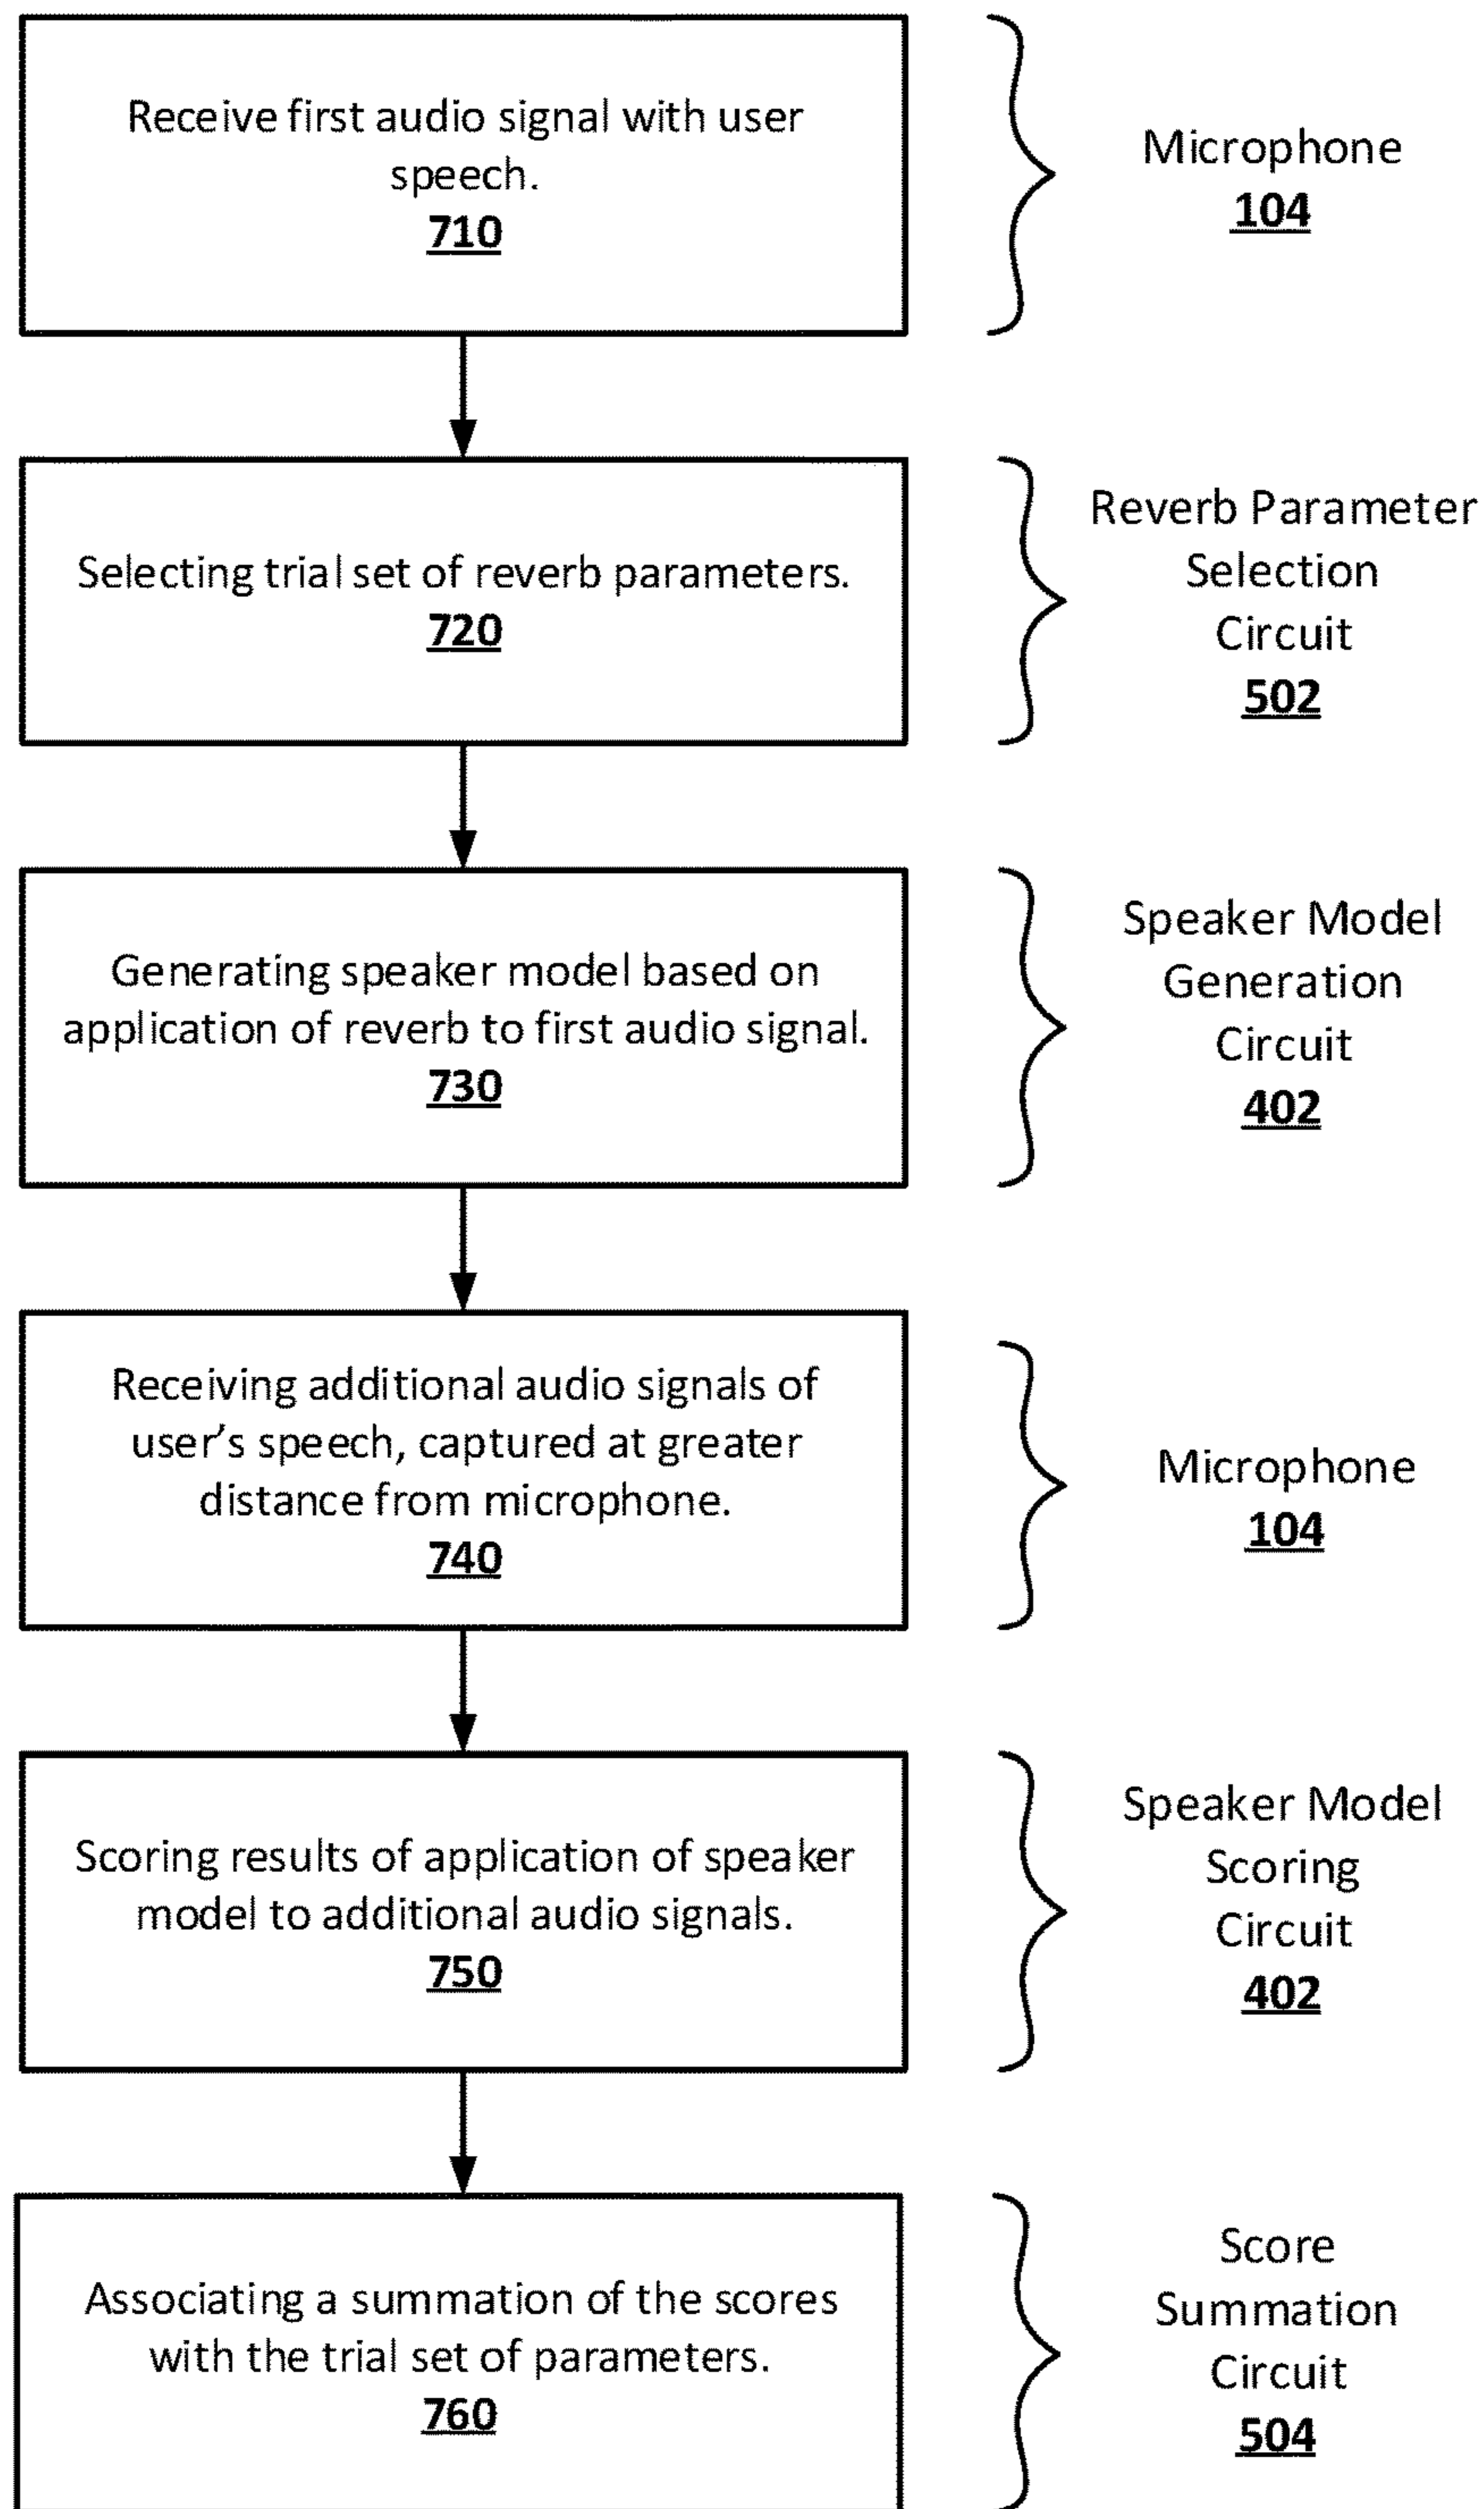 Receive first audio signal with user
speech.
710
Microphone
104
Selecting trial set of reverb parameters.
720
Reverb Parameter
Selection
Circuit
502
Generating speaker model based on
application of reverb to first audio signal.
730
Speaker Model
Generation
Circuit
402
Receiving additional audio signals of
user's speech, captured at greater
distance from microphone.
740
Microphone
104
Scoring results of application of speaker
model to additional audio signals.
750
Speaker Model
Scoring
Circuit
402
Associating a summation of the scores
with the trial set of parameters.
760
Score
Summation
Circuit
504